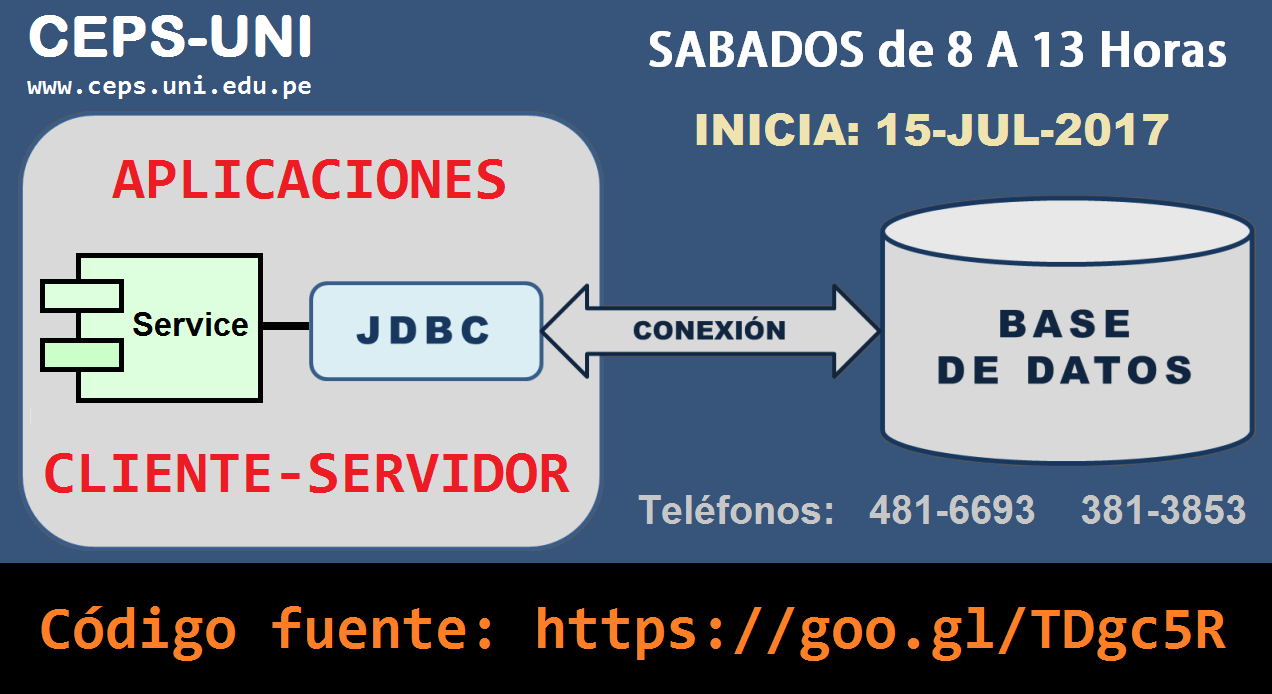 CEPS-UNI
www.ceps.uni.edu.pe
SABADOS de 8 A 13 Horas
INICIA: 15-JUL-2017
APLICACIONES
Service
JDBC
CONEXIÓN
BASE
DE DATOS
CLIENTE-SERVIDOR
Teléfonos: 481-6693 381-3853
Código fuente: https://goo.gl/TDgc5R